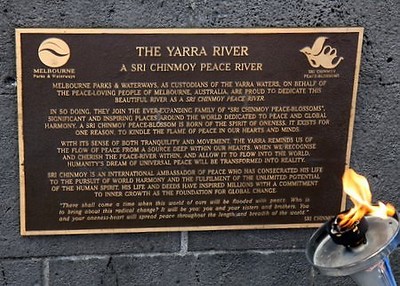 THE YARRA RIVER
A SRI CHINMOY PEACE RIVER
MELBOURNE
Parks & Waterways
SRI CHINMOY
PEACE-BLOSSOMS
MELBOURNE PARKS & WATERWAYS, AS CUSTODIANS OF THE YARRA WATERS, ON BEHALF OF
THE PEACE-LOVING PEOPLE OF MELBOURNE, AUSTRALIA, ARE PROUD TO DEDICATE THIS
BEAUTIFUL RIVER AS A SRI CHINMOY PEACE RIVER
IN SO DOING, THEY JOIN THE EVER-EXPANDING FAMILY OF "SRI CHINMOY PEACE-BLOSSOMS",
SIGNIFICANT AND INSPIRING PLACES AROUND THE WORLD DEDICATED TO PEACE AND GLOBAL
HARMONY. A SRI CHINMOY PEACE-BLOSSOM IS BORN OF THE SPIRIT OF ONENESS. IT EXISTS FOR
ONE REASON, TO KINDLE THE FLAME OF PEACE IN OUR HEARTS AND MINDS.
WITH ITS SENSE OF BOTH TRANQUILITY AND MOVEMENT, THE YARRA REMINDS US OF
THE FLOW OF PEACE FROM A SOURCE DEEP WITHIN OUR HEARTS. WHEN WE RECOGNISE
AND CHERISH THE PEACE-RIVER WITHIN, AND ALLOW IT TO FLOW INTO THE WORLD,
HUMANITY'S DREAM OF UNIVERSAL PEACE WILL BE TRANSFORMED INTO REALITY.
SRI CHINMOY IS AN INTERNATIONAL AMBASSADOR OF PEACE WHO HAS CONSECRATED HIS LIFE
TO THE PURSUIT OF WORLD HARMONY AND THE FULFILMENT OF THE UNLIMITED POTENTIAL
OF THE HUMAN SPIRIT. HIS LIFE AND DEEDS HAVE INSPIRED MILLIONS WITH A COMMITMENT
TO INNER GROWTH AS THE FOUNDATION FOR GLOBAL CHANGE.
"There shall come a time when this world of ours will be flooded with peace. Who is
to bring about this radical change? It will be you: you and your sisters and brothers. You
and your oneness-heart will spread peace throughout the length and breadth of the world."
SRI CHINMOY